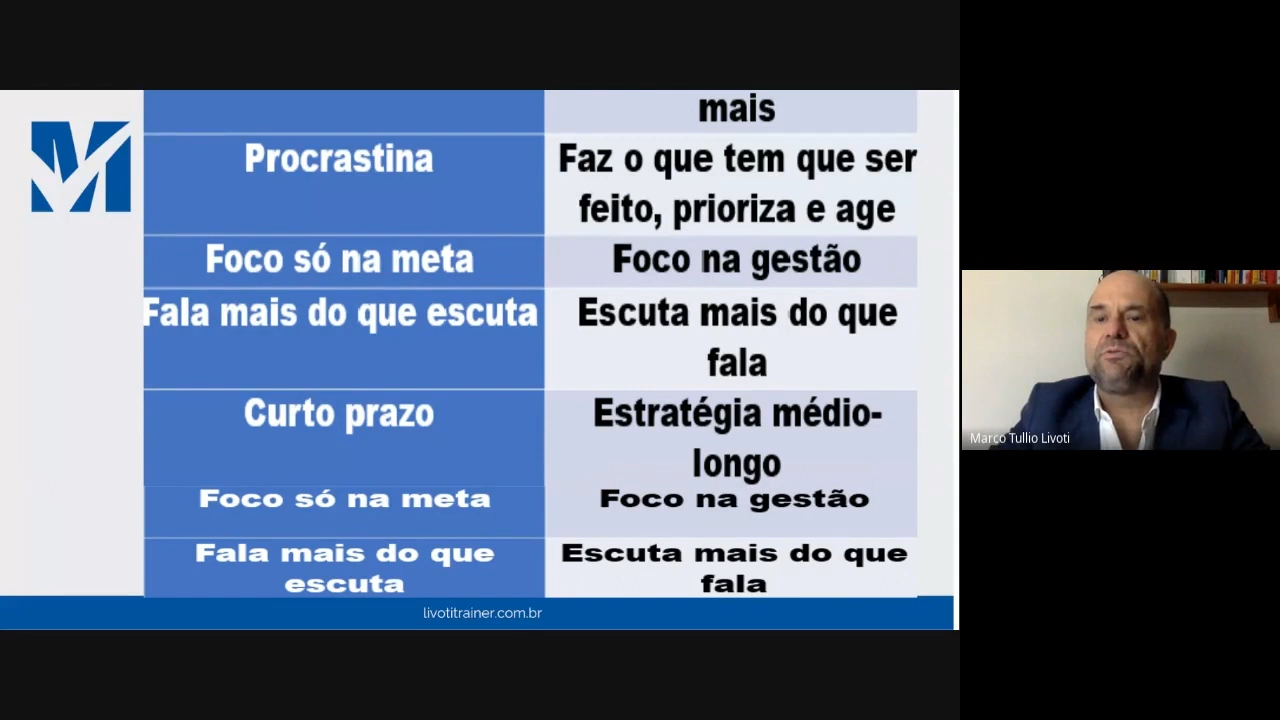 mais
Procrastina
Faz o que tem que ser
feito, prioriza e age
Foco só na meta
Foco na gestão
Fala mais do que escuta
Escuta mais do que
fala
Curto prazo
Estratégia médio-
longo
Foco só na meta
Foco na gestão
Fala mais do que
escuta
Escuta mais do que
fala
livotitrainer.com.br
Marco Tullio Livoti